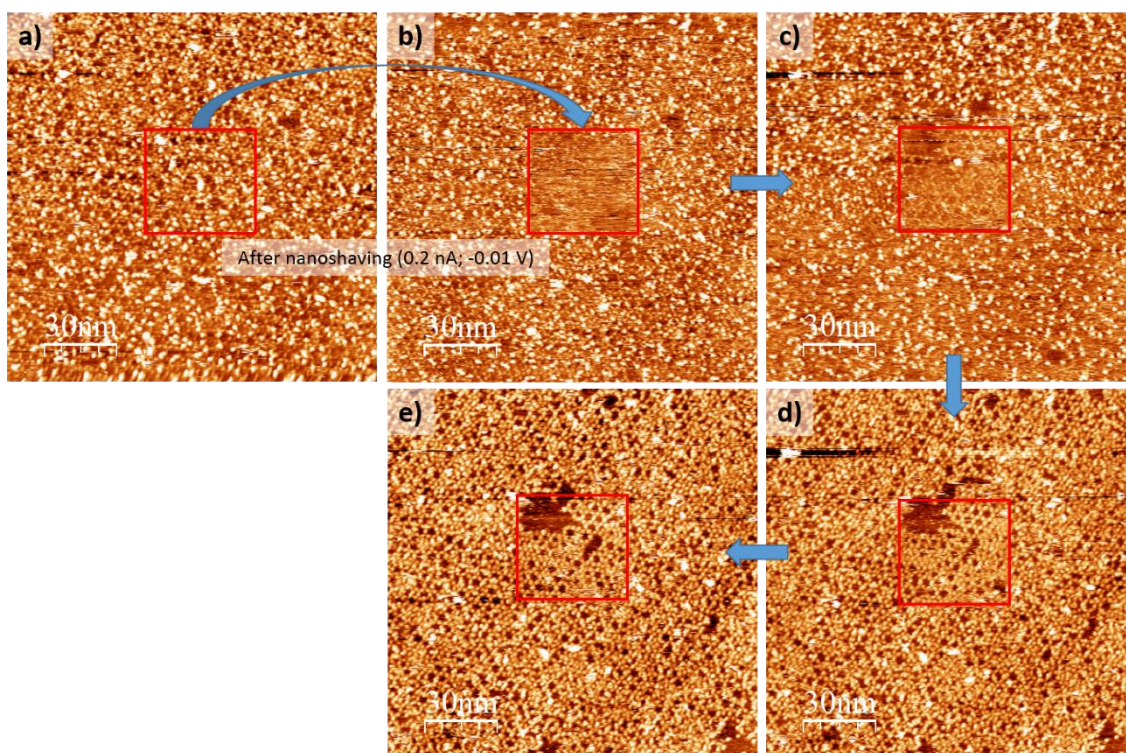 a)
b)
c)
After nanoshaving (0.2 nA; -0.01 V)
30nm
30nm
30nm
e)
d)
30nm
30nm